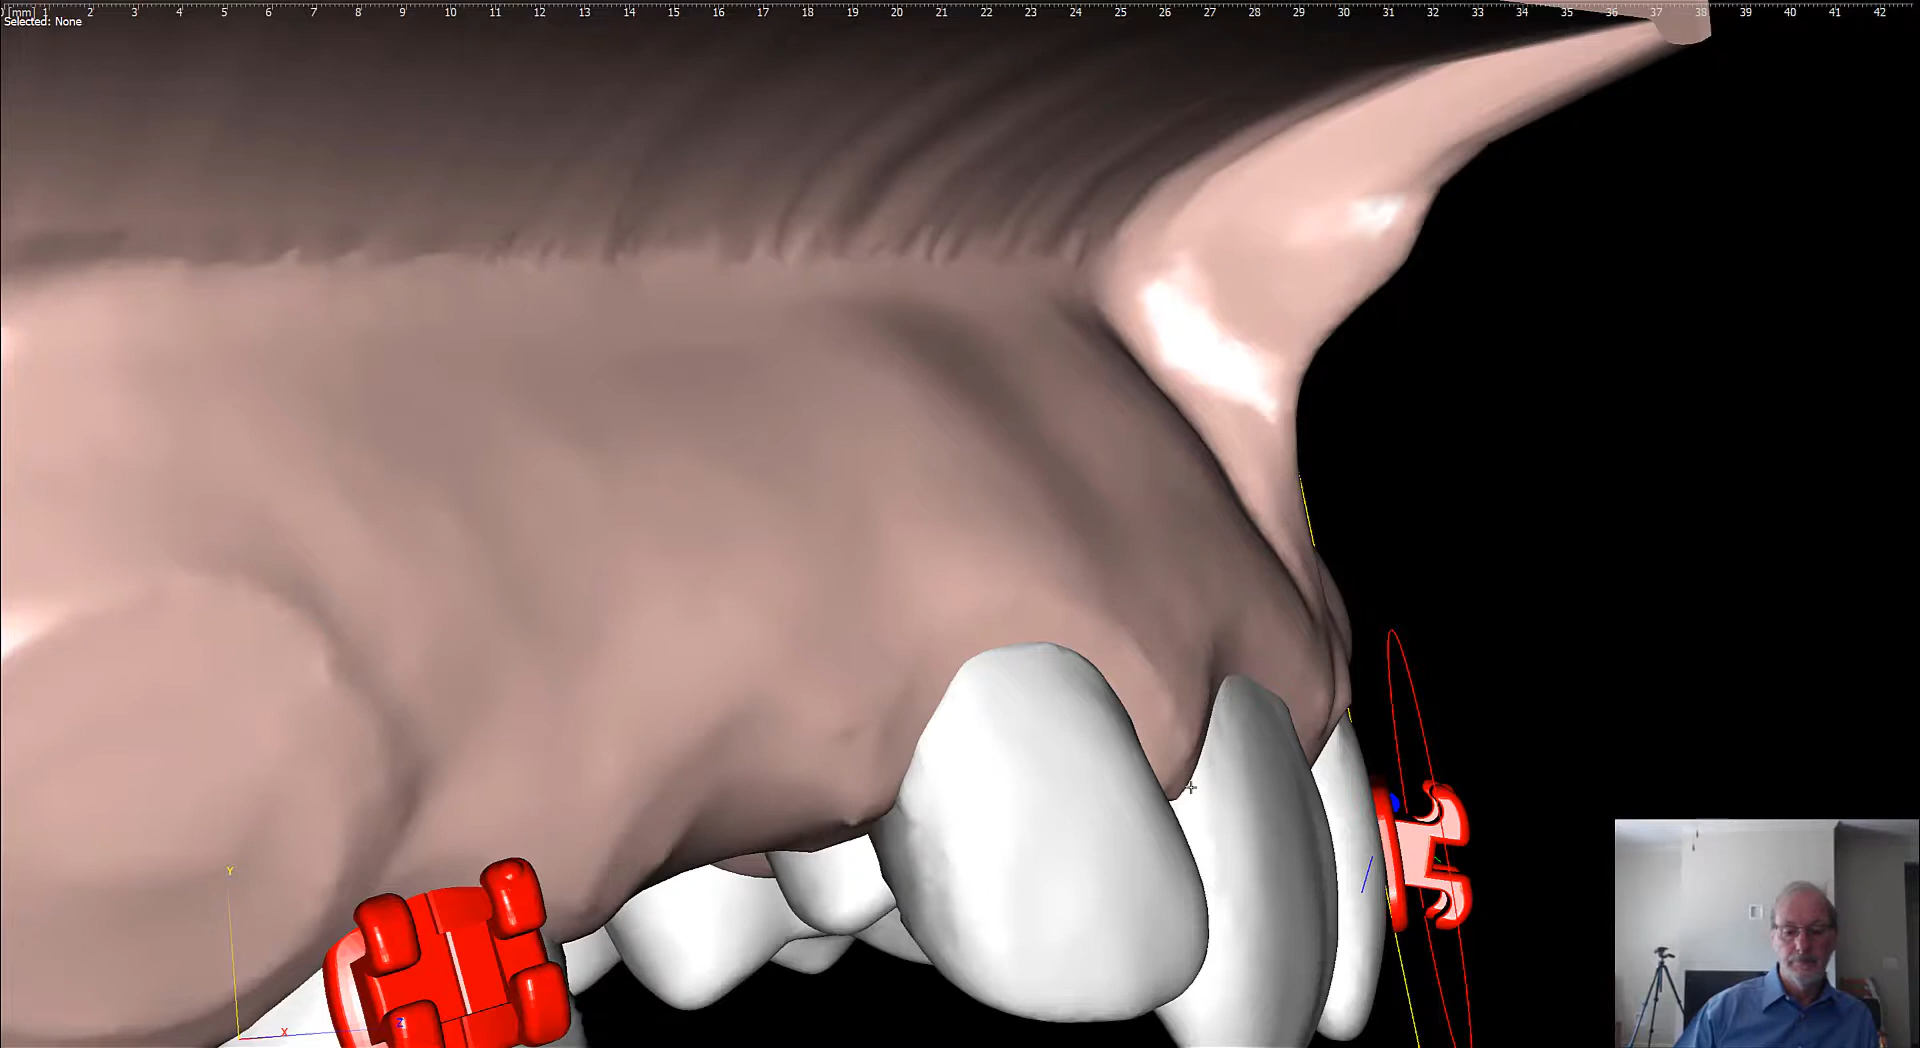 [mm] 1 2 3 4 5 6 7 8 9 10 11 12 13 14 15 16 17 18 19 20 21 22 23 24 25 26 27 28 29 30 31 32 33 34 35 36 37 38 39 40 41 42
Selected: None
Y
X
Z